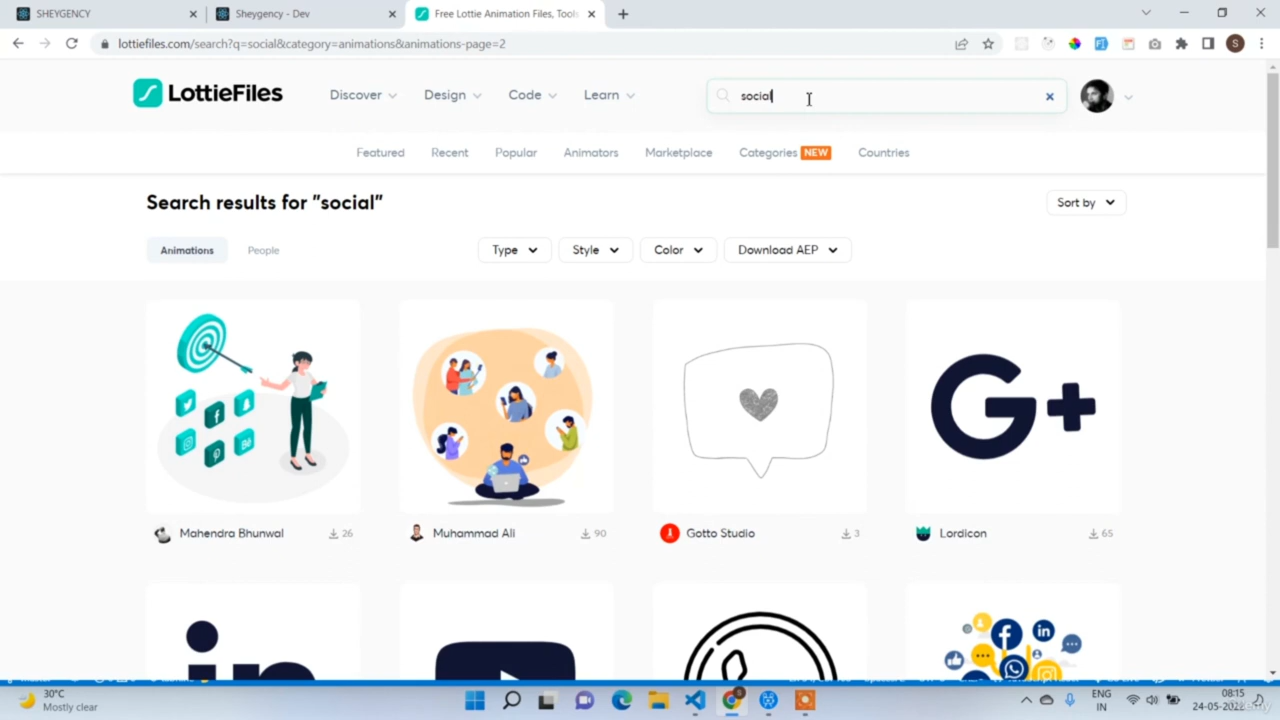 SHEYGENCY
Sheygency - Dev
Free Lottie Animation Files, Tools
lottiefiles.com/search?q=social&category=animations&animations-page=2
S
LottieFiles
Discover
Design
Code
Learn
social
Featured
Recent
Popular
Animators
Marketplace
Categories NEW
Countries
Search results for "social"
Sort by
Animations
People
Type
Style
Color
Download AEP
G+
Mahendra Bhunwal
26
Muhammad Ali
90
Gotto Studio
3
Lordicon
65
in
30°C
Mostly clear
ENG
IN
08:15
24-05-2022